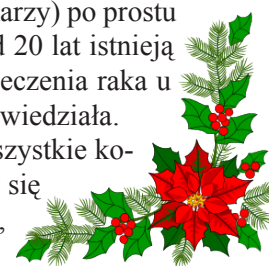 arzy) po prostu
d 20 lat istnieją
eczenia raka u
wiedziała.
szystkie ko-
się
,